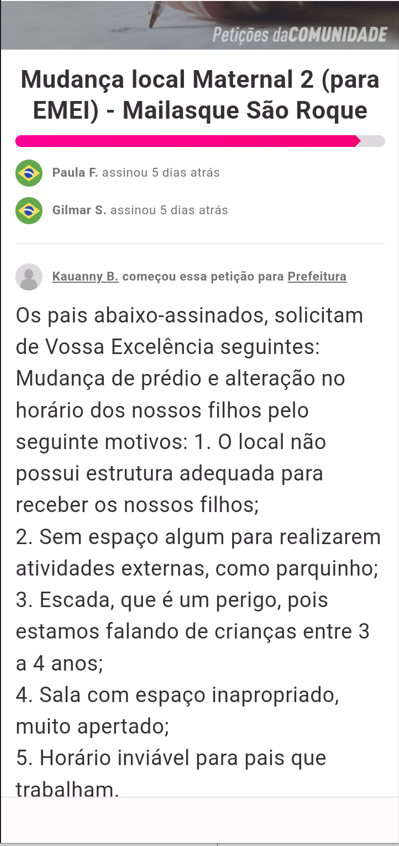 Petições daCOMUNIDADE
Mudança local Maternal 2 (para
EMEI) - Mailasque São Roque
Paula F. assinou 5 dias atrás
Gilmar S. assinou 5 dias atrás
Kauanny B. começou essa petição para Prefeitura
Os pais abaixo-assinados, solicitam
de Vossa Excelência seguintes:
Mudança de prédio e alteração no
horário dos nossos filhos pelo
seguinte motivos: 1. O local não
possui estrutura adequada para
receber os nossos filhos;
2. Sem espaço algum para realizarem
atividades externas, como parquinho;
3. Escada, que é um perigo, pois
estamos falando de crianças entre 3
a 4 anos;
4. Sala com espaço inapropriado,
muito apertado;
5. Horário inviável para pais que
trabalham.